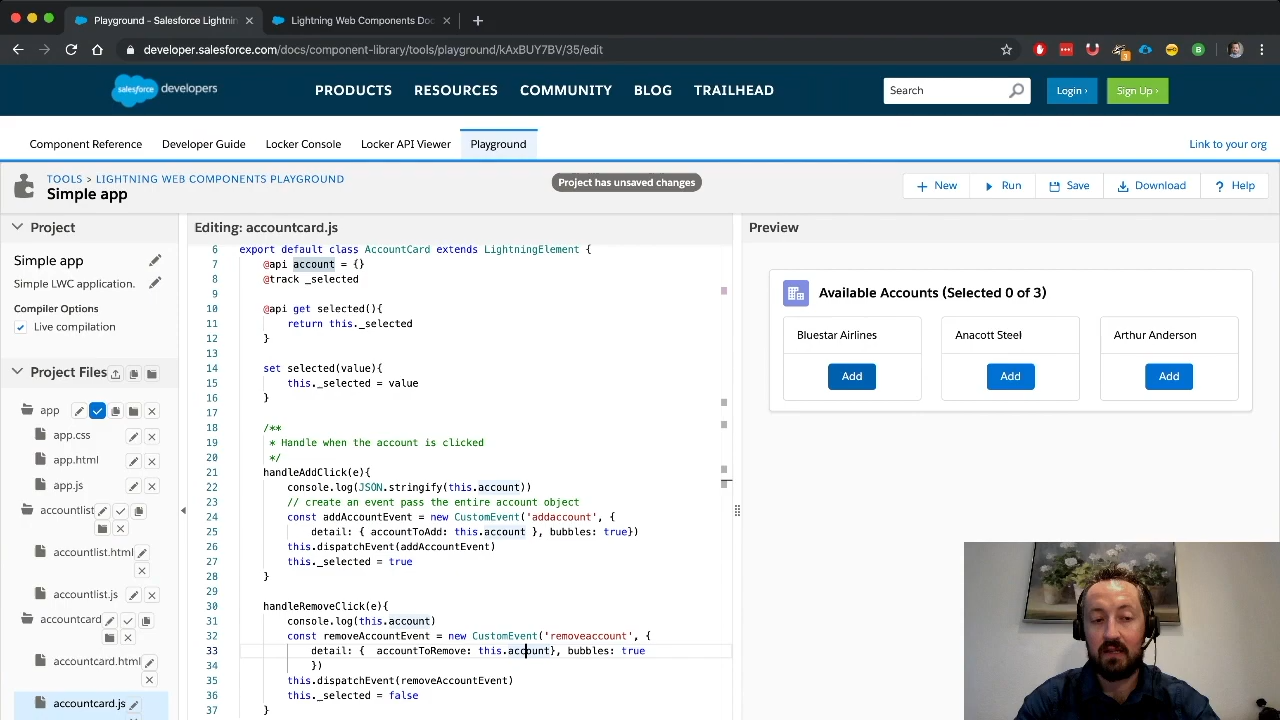 Playground - Salesforce Lightnin
Lightning Web Components Doc
developer.salesforce.com/docs/component-library/tools/playground/kAxBUY7BV/35/edit
3
B
salesforce developers
PRODUCTS
RESOURCES
COMMUNITY
BLOG
TRAILHEAD
Search
Login ›
Sign Up ›
Component Reference
Developer Guide
Locker Console
Locker API Viewer
Playground
Link to your org
TOOLS > LIGHTNING WEB COMPONENTS PLAYGROUND
Simple app
Project has unsaved changes
New
Run
Save
Download
? Help
Project
Simple app
Simple LWC application.
Compiler Options
Live compilation
Project Files
app
app.css
app.html
app.js
accountlist
accountlist.html
accountlist.js
accountcard
accountcard.html
accountcard.js
Editing: accountcard.js
6 export default class AccountCard extends LightningElement {
7 @api account = {}
8 @track _selected
9
10 @api get selected(){
11 return this._selected
12 }
13
14 set selected(value){
15 this._selected = value
16 }
17
18 /**
19 * Handle when the account is clicked
20 */
21 handleAddClick(e){
22 console.log(JSON.stringify(this.account))
23 // create an event pass the entire account object
24 const addAccountEvent = new CustomEvent('addaccount', {
25 detail: { accountToAdd: this.account }, bubbles: true})
26 this.dispatchEvent(addAccountEvent)
27 this._selected = true
28 }
29
30 handleRemoveClick(e){
31 console.log(this.account)
32 const removeAccountEvent = new CustomEvent('removeaccount', {
33 detail: { accountToRemove: this.account}, bubbles: true
34 })
35 this.dispatchEvent(removeAccountEvent)
36 this._selected = false
37 }
Preview
Available Accounts (Selected 0 of 3)
Bluestar Airlines
Anacott Steel
Arthur Anderson
Add
Add
Add